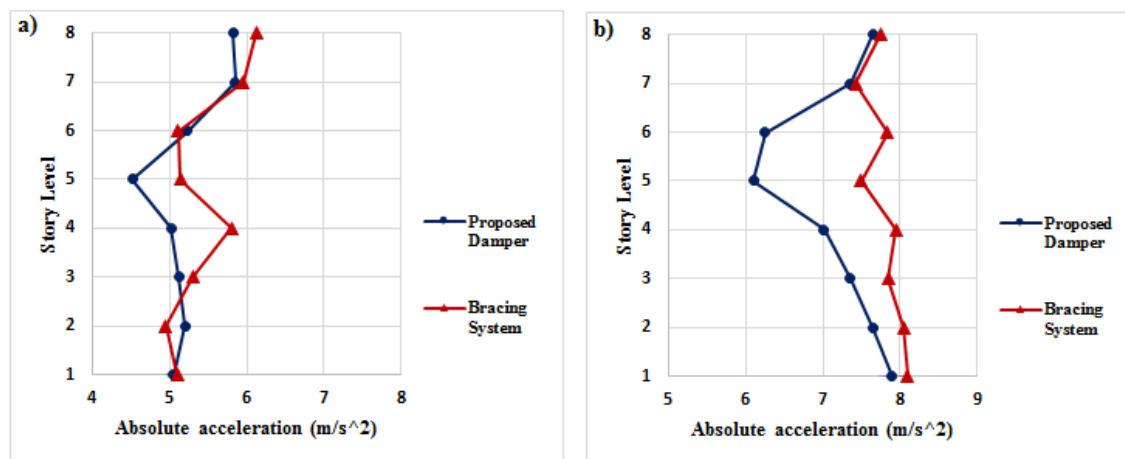 a)
8
7
6
5
4
3
2
1
Story Level
4 5 6 7 8
Absolute acceleration (m/s^2)
Proposed
Damper
Bracing
System
b)
8
7
6
5
4
3
2
1
Story Level
5 6 7 8 9
Absolute acceleration (m/s^2)
Proposed
Damper
Bracing
System